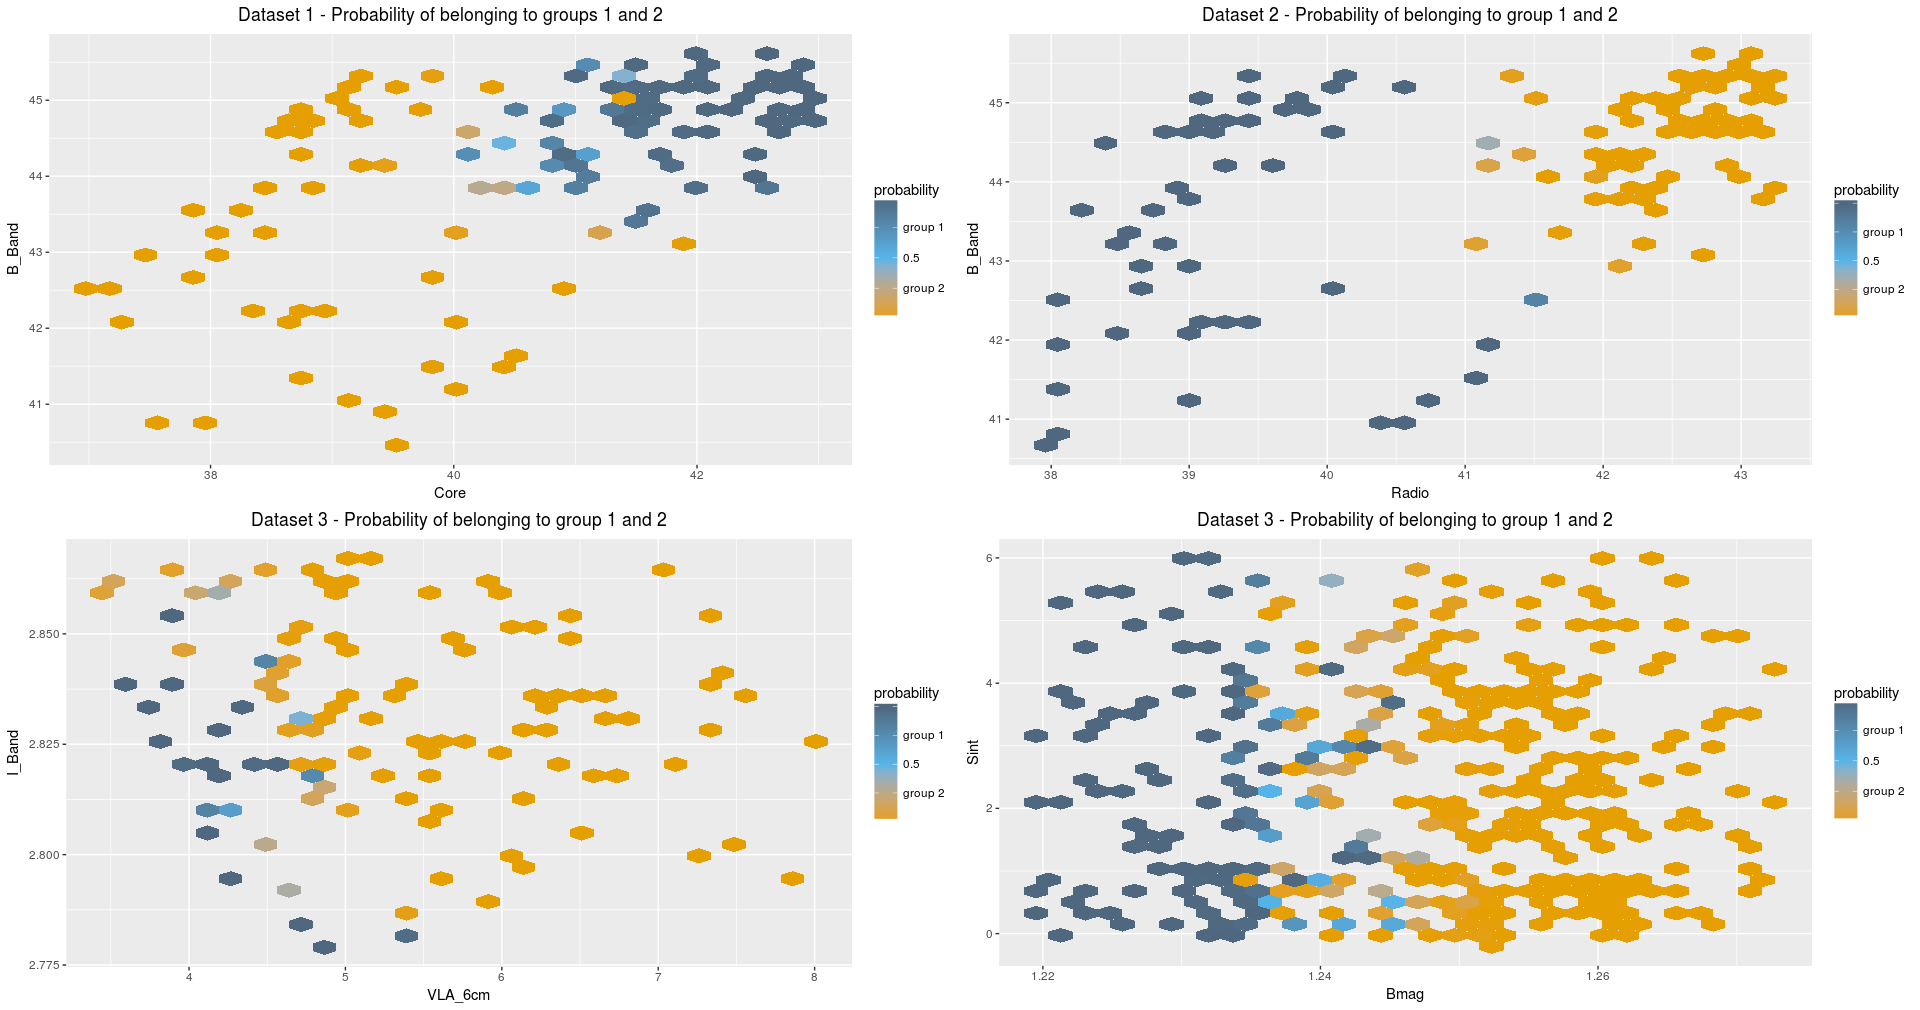 Dataset 1 - Probability of belonging to groups 1 and 2
B_Band
45
44
43
42
41
38
40
42
Core
probability
group 1
0.5
group 2
Dataset 2 - Probability of belonging to group 1 and 2
B_Band
45
44
43
42
41
38
39
40
41
42
43
Radio
probability
group 1
0.5
group 2
Dataset 3 - Probability of belonging to group 1 and 2
I_Band
2.850
2.825
2.800
2.775
4
5
6
7
8
VLA_6cm
probability
group 1
0.5
group 2
Dataset 3 - Probability of belonging to group 1 and 2
Sint
6
4
2
0
1.22
1.24
1.26
Bmag
probability
group 1
0.5
group 2